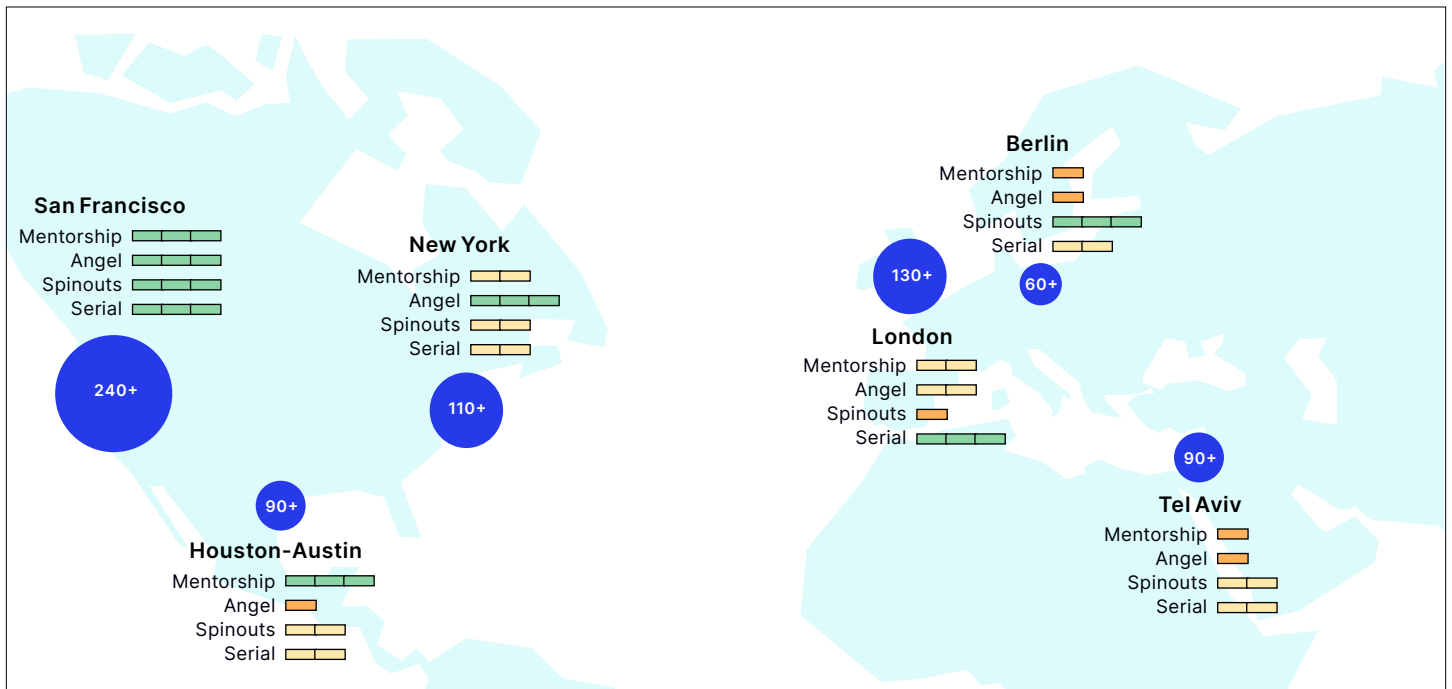 San Francisco
Mentorship
Angel
Spinouts
Serial
240+
New York
Mentorship
Angel
Spinouts
Serial
110+
90+
Houston-Austin
Mentorship
Angel
Spinouts
Serial
Berlin
Mentorship
Angel
Spinouts
Serial
60+
130+
London
Mentorship
Angel
Spinouts
Serial
90+
Tel Aviv
Mentorship
Angel
Spinouts
Serial